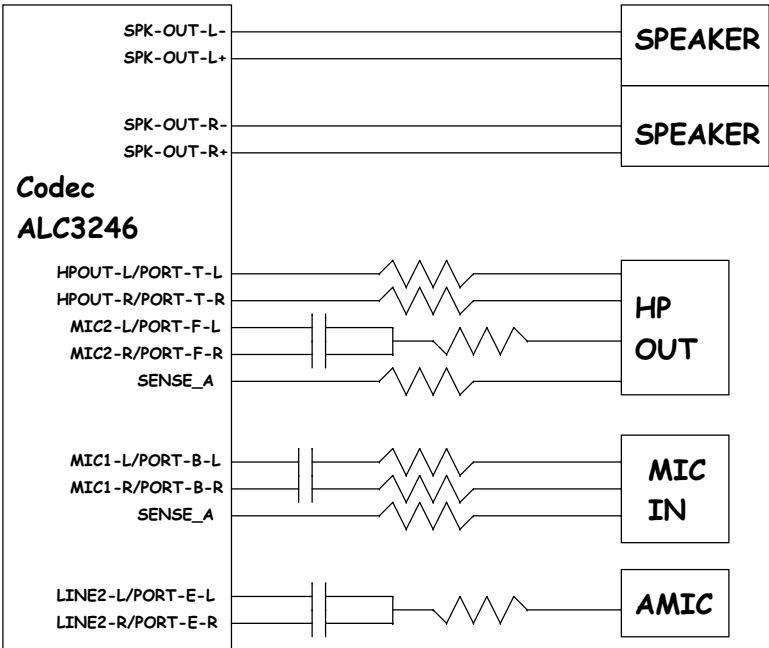 SPK-OUT-L-
SPK-OUT-L+
SPEAKER
SPK-OUT-R-
SPK-OUT-R+
SPEAKER
Codec
ALC3246
HPOUT-L/PORT-T-L
HPOUT-R/PORT-T-R
MIC2-L/PORT-F-L
MIC2-R/PORT-F-R
SENSE_A
HP
OUT
MIC1-L/PORT-B-L
MIC1-R/PORT-B-R
SENSE_A
MIC
IN
LINE2-L/PORT-E-L
LINE2-R/PORT-E-R
AMIC